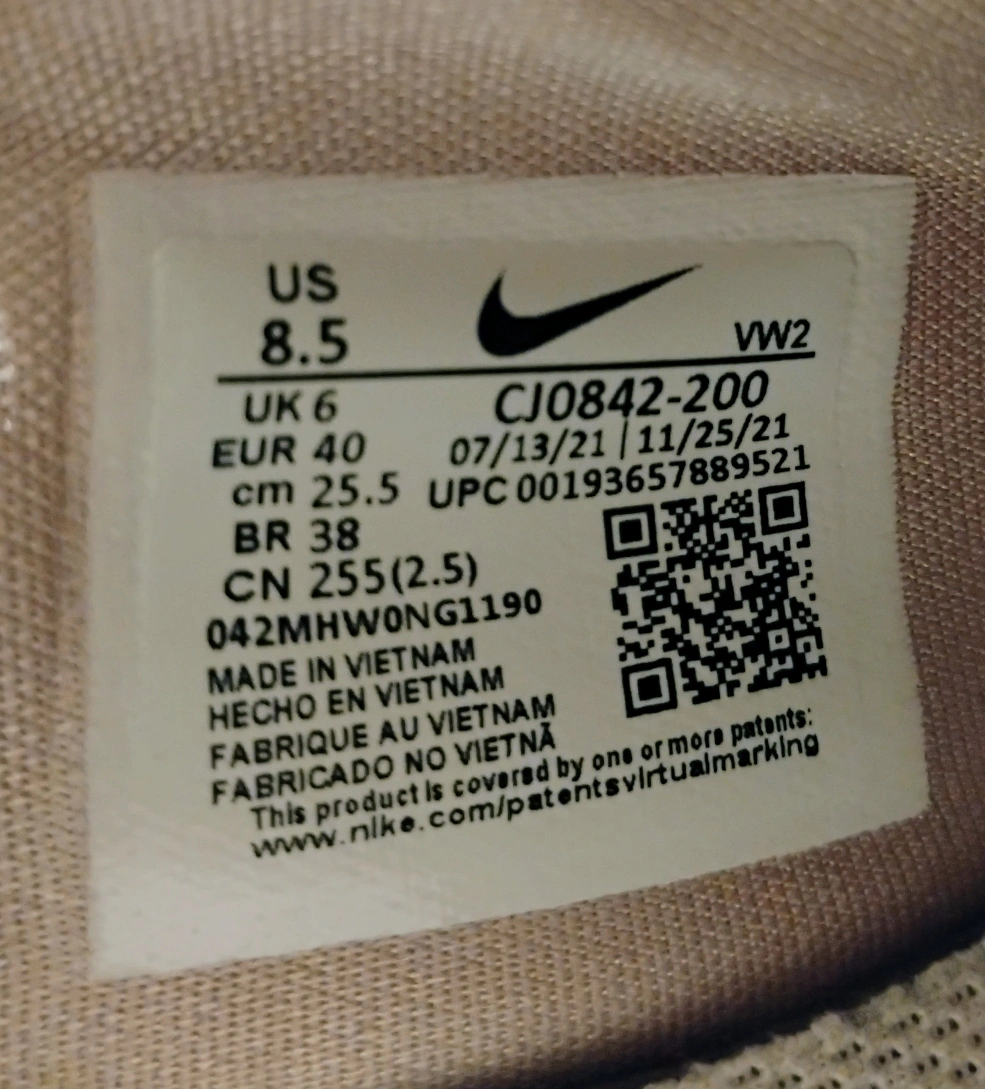 US
8.5
VW2
UK 6
CJ0842-200
EUR 40
07/13/21 | 11/25/21
cm 25.5
UPC 00193657889521
BR 38
CN 255(2.5)
042MHW0NG1190
MADE IN VIETNAM
HECHO EN VIETNAM
FABRIQUE AU VIETNAM
FABRICADO NO VIETNÃ
This product is covered by one or more patents:
www.nike.com/patentsvirtualmarking